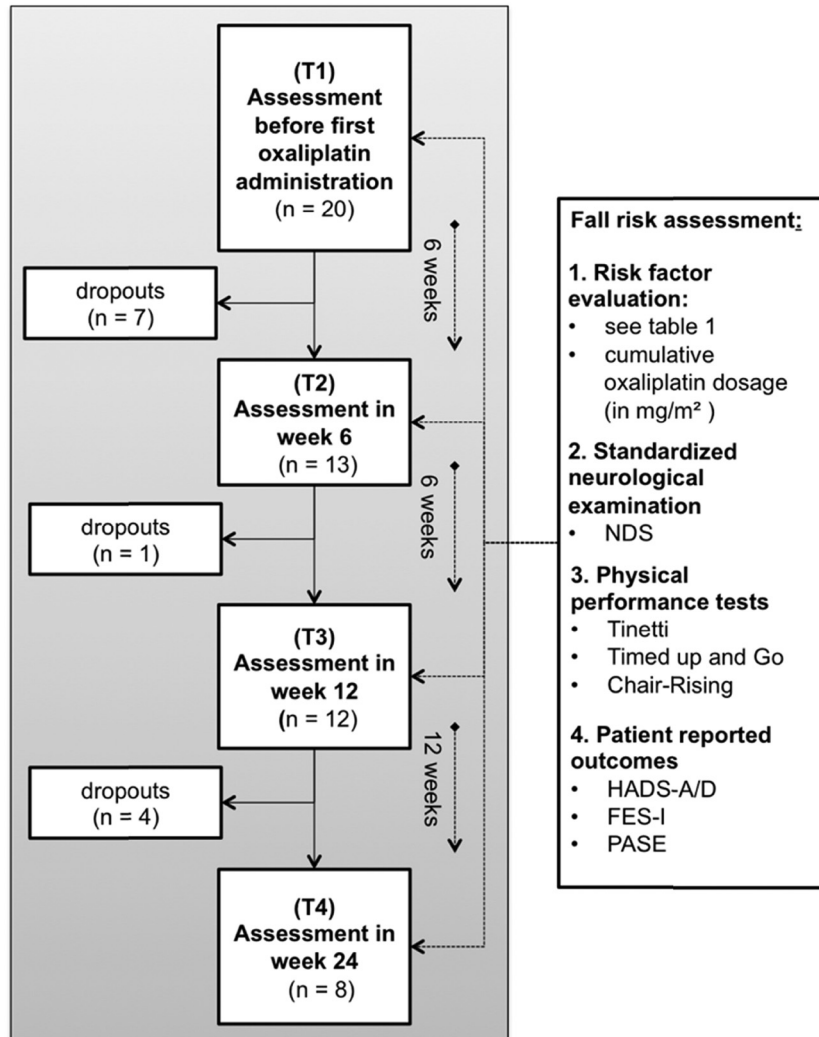 (T1)
Assessment
before first
oxaliplatin
administration
(n = 20)
6 weeks
dropouts
(n = 7)
(T2)
Assessment in
week 6
(n = 13)
6 weeks
dropouts
(n = 1)
(T3)
Assessment in
week 12
(n = 12)
12 weeks
dropouts
(n = 4)
(T4)
Assessment in
week 24
(n = 8)
Fall risk assessment:
1. Risk factor
evaluation:
• see table 1
• cumulative
oxaliplatin dosage
(in mg/m² )
2. Standardized
neurological
examination
• NDS
3. Physical
performance tests
• Tinetti
• Timed up and Go
• Chair-Rising
4. Patient reported
outcomes
• HADS-A/D
• FES-I
• PASE